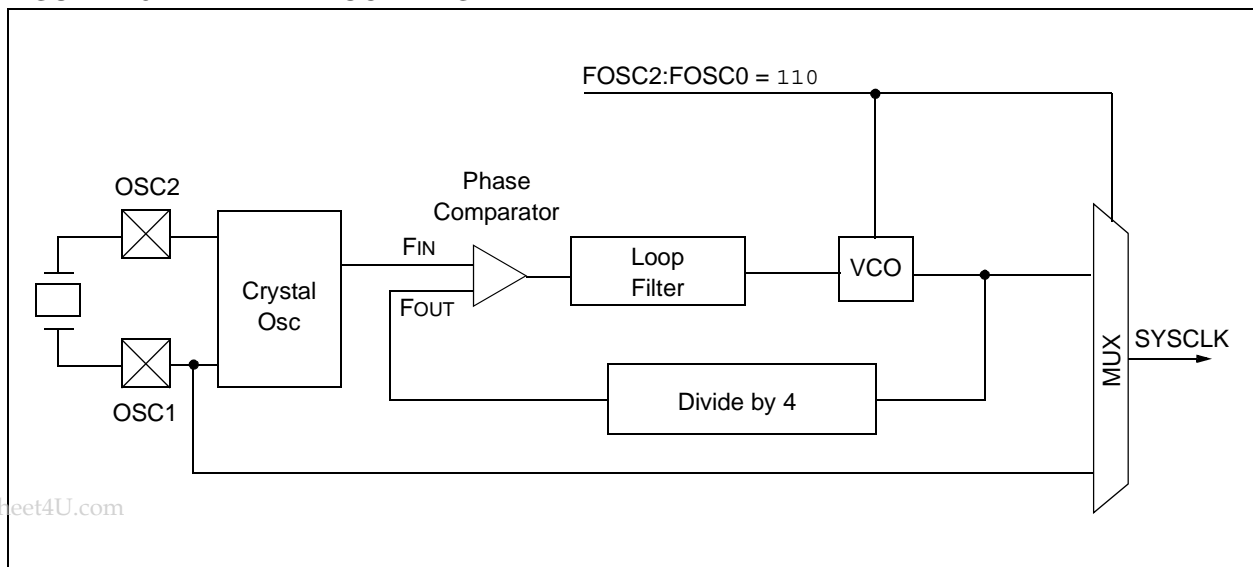 FOSC2:FOSC0 = 110
OSC2
Phase
Comparator
FIN
Loop
Filter
VCO
Crystal
Osc
FOUT
MUX
SYSCLK
Divide by 4
OSC1
heet4U.com